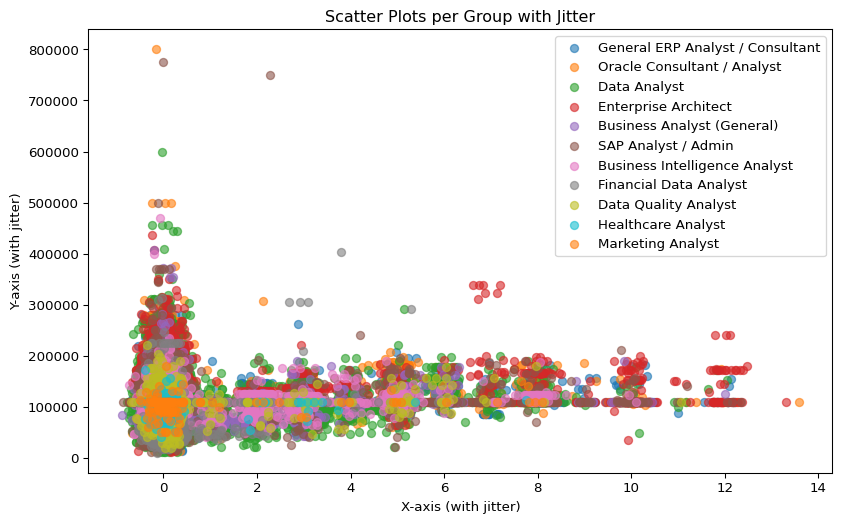 Scatter Plots per Group with Jitter
Y-axis (with jitter)
800000
700000
600000
500000
400000
300000
200000
100000
0
General ERP Analyst / Consultant
Oracle Consultant / Analyst
Data Analyst
Enterprise Architect
Business Analyst (General)
SAP Analyst / Admin
Business Intelligence Analyst
Financial Data Analyst
Data Quality Analyst
Healthcare Analyst
Marketing Analyst
0 2 4 6 8 10 12 14
X-axis (with jitter)